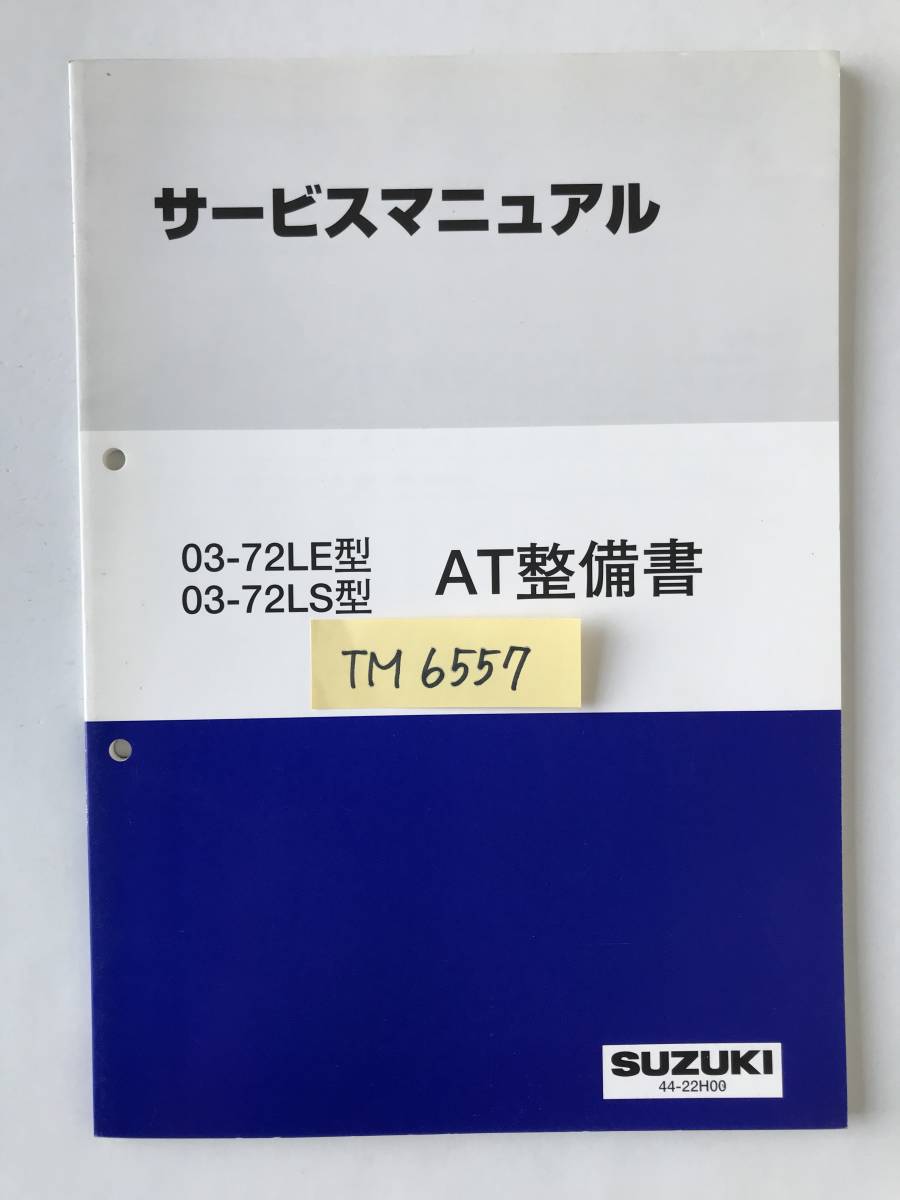 サービスマニュアル
03-72LE型
03-72LS型
AT整備書
TM 6557
SUZUKI
44-22H00